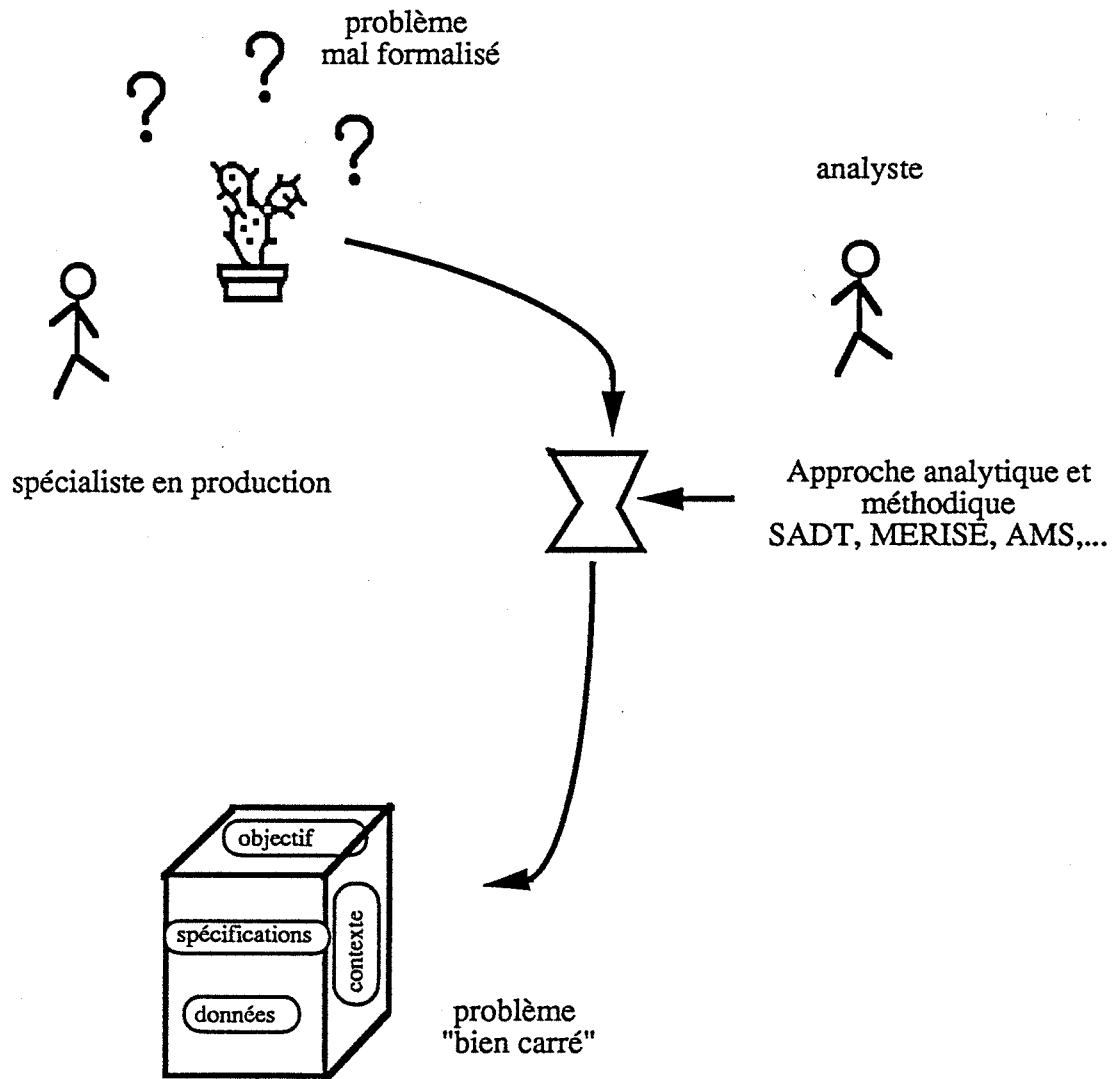 problème
mal formalisé
? ? ?
analyste
spécialiste en production
Approche analytique et
méthodique
SADT, MERISE, AMS,...
objectif
spécifications
contexte
données
problème
"bien carré"